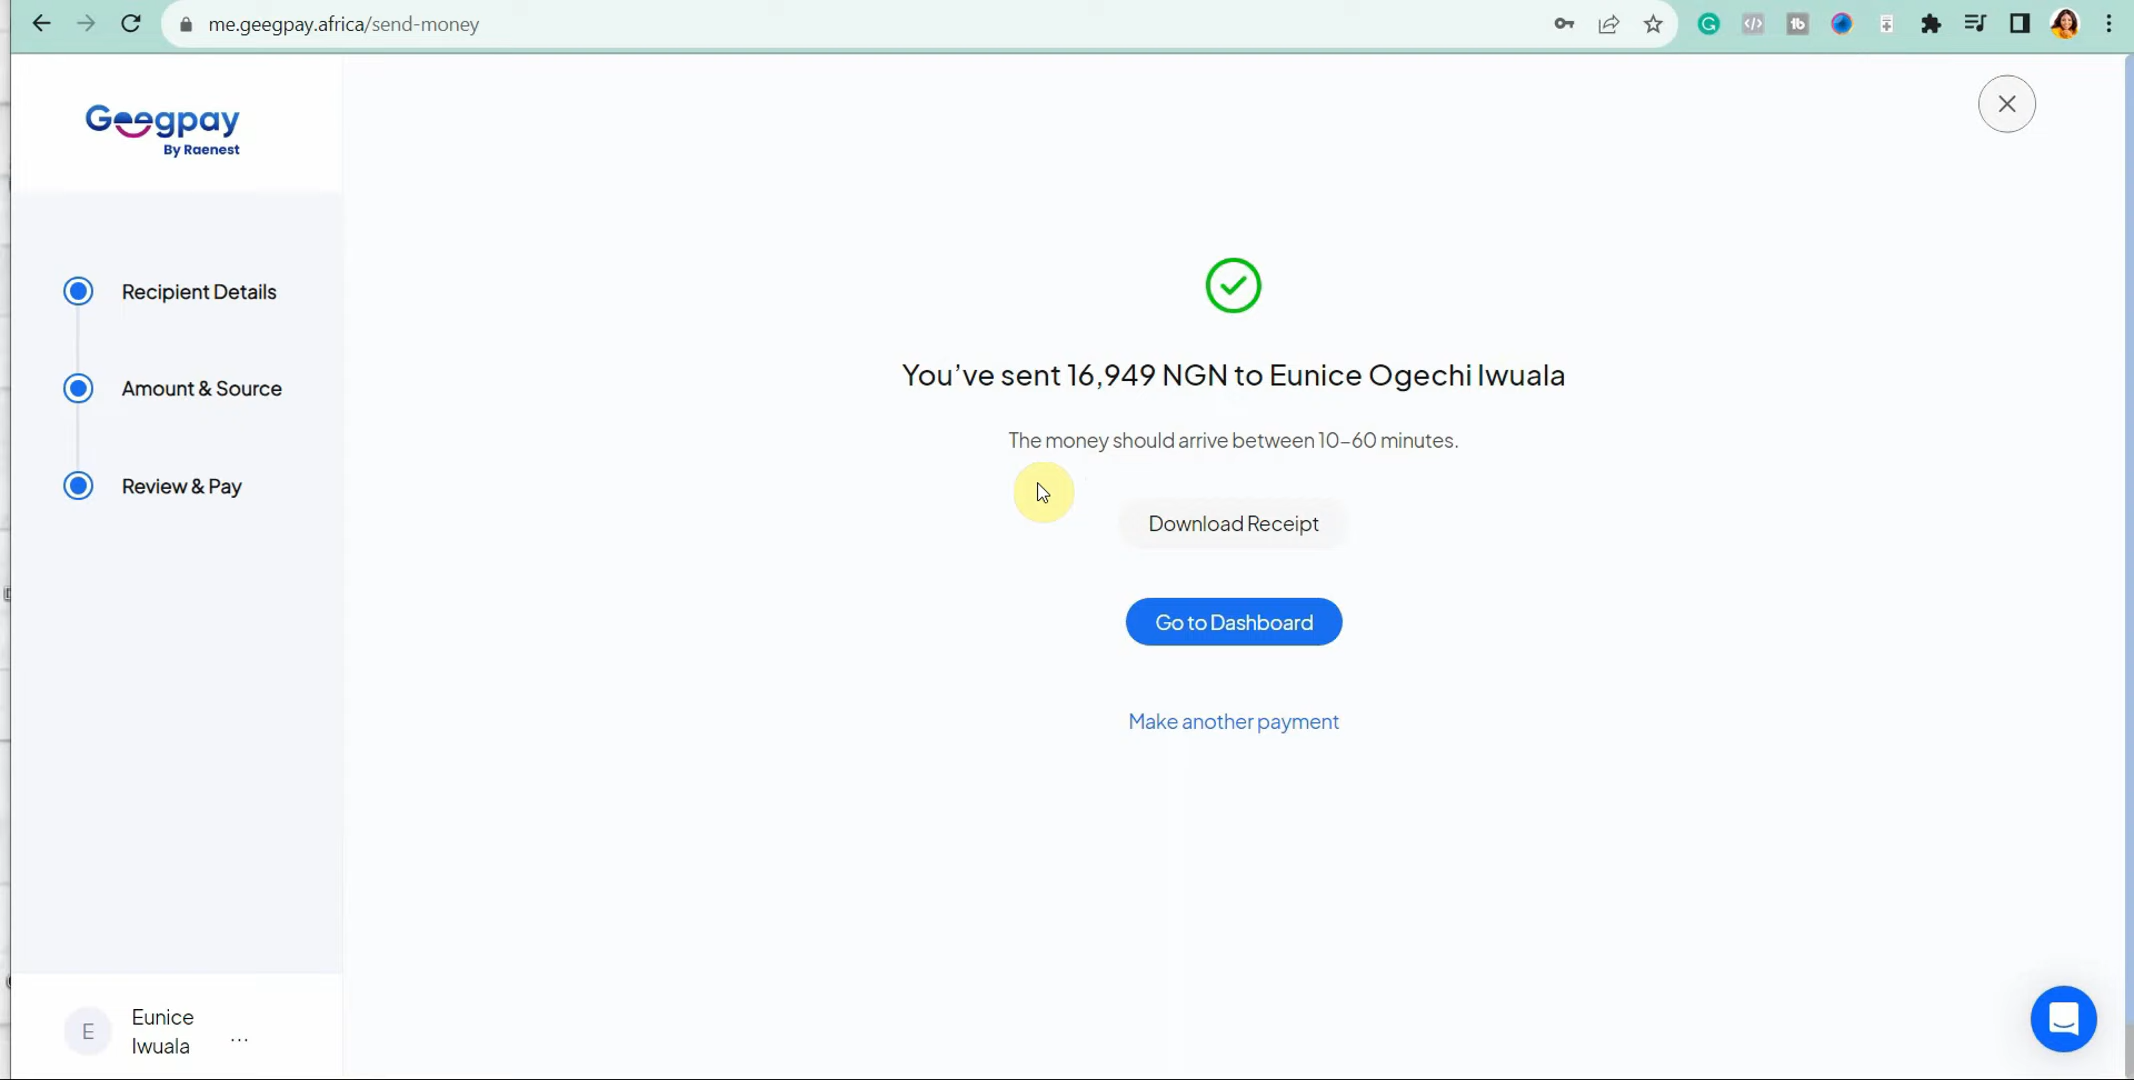 me.geegpay.africa/send-money
Geegpay
By Raenest
Recipient Details
Amount & Source
Review & Pay
You’ve sent 16,949 NGN to Eunice Ogechi Iwuala
The money should arrive between 10–60 minutes.
Download Receipt
Go to Dashboard
Make another payment
E
Eunice
Iwuala
...